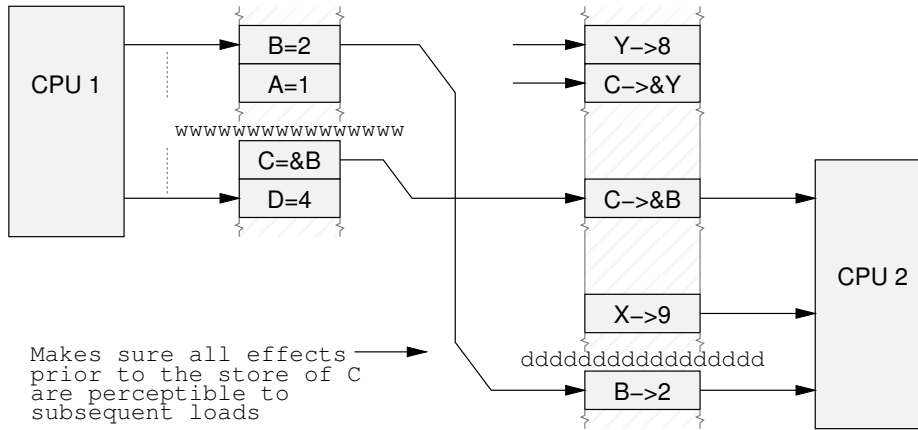 CPU 1
B=2
A=1
wwwwwwwwwwwwwwww
C=&B
D=4
Y->8
C->&Y
C->&B
X->9
ddddddddddddddddd
B->2
CPU 2
Makes sure all effects
prior to the store of C
are perceptible to
subsequent loads